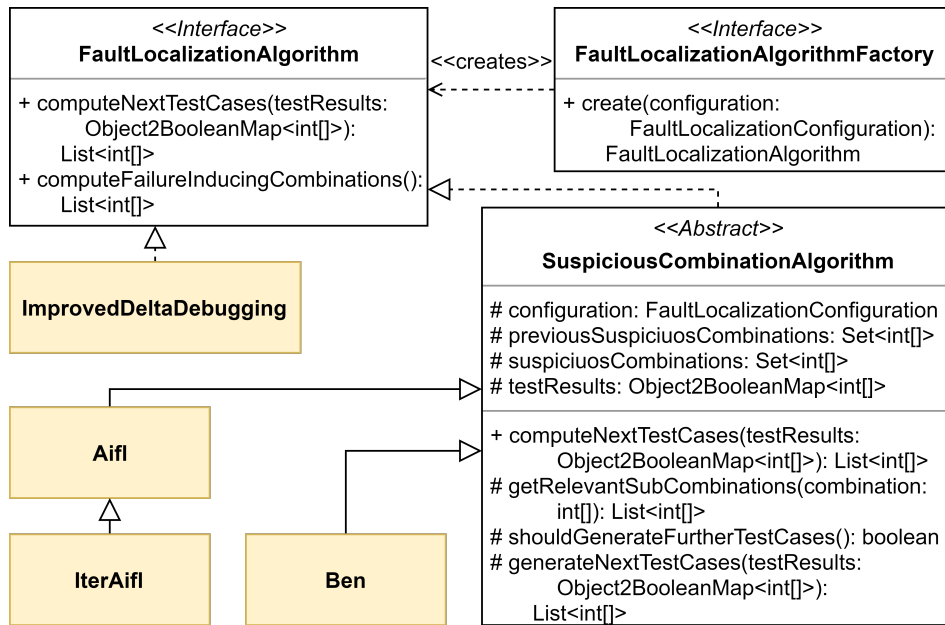 <<Interface>>
FaultLocalizationAlgorithm
+ computeNextTestCases(testResults:
Object2BooleanMap<int[]>):
List<int[]>
+ computeFailureInducingCombinations():
List<int[]>
<<creates>>
<<Interface>>
FaultLocalizationAlgorithmFactory
+ create(configuration:
FaultLocalizationConfiguration):
FaultLocalizationAlgorithm
ImprovedDeltaDebugging
<<Abstract>>
SuspiciousCombinationAlgorithm
# configuration: FaultLocalizationConfiguration
# previousSuspiciuosCombinations: Set<int[]>
# suspiciuosCombinations: Set<int[]>
# testResults: Object2BooleanMap<int[]>
+ computeNextTestCases(testResults:
Object2BooleanMap<int[]>): List<int[]>
# getRelevantSubCombinations(combination:
int[]): List<int[]>
# shouldGenerateFurtherTestCases(): boolean
# generateNextTestCases(testResults:
Object2BooleanMap<int[]>):
List<int[]>
Aifl
IterAifl
Ben